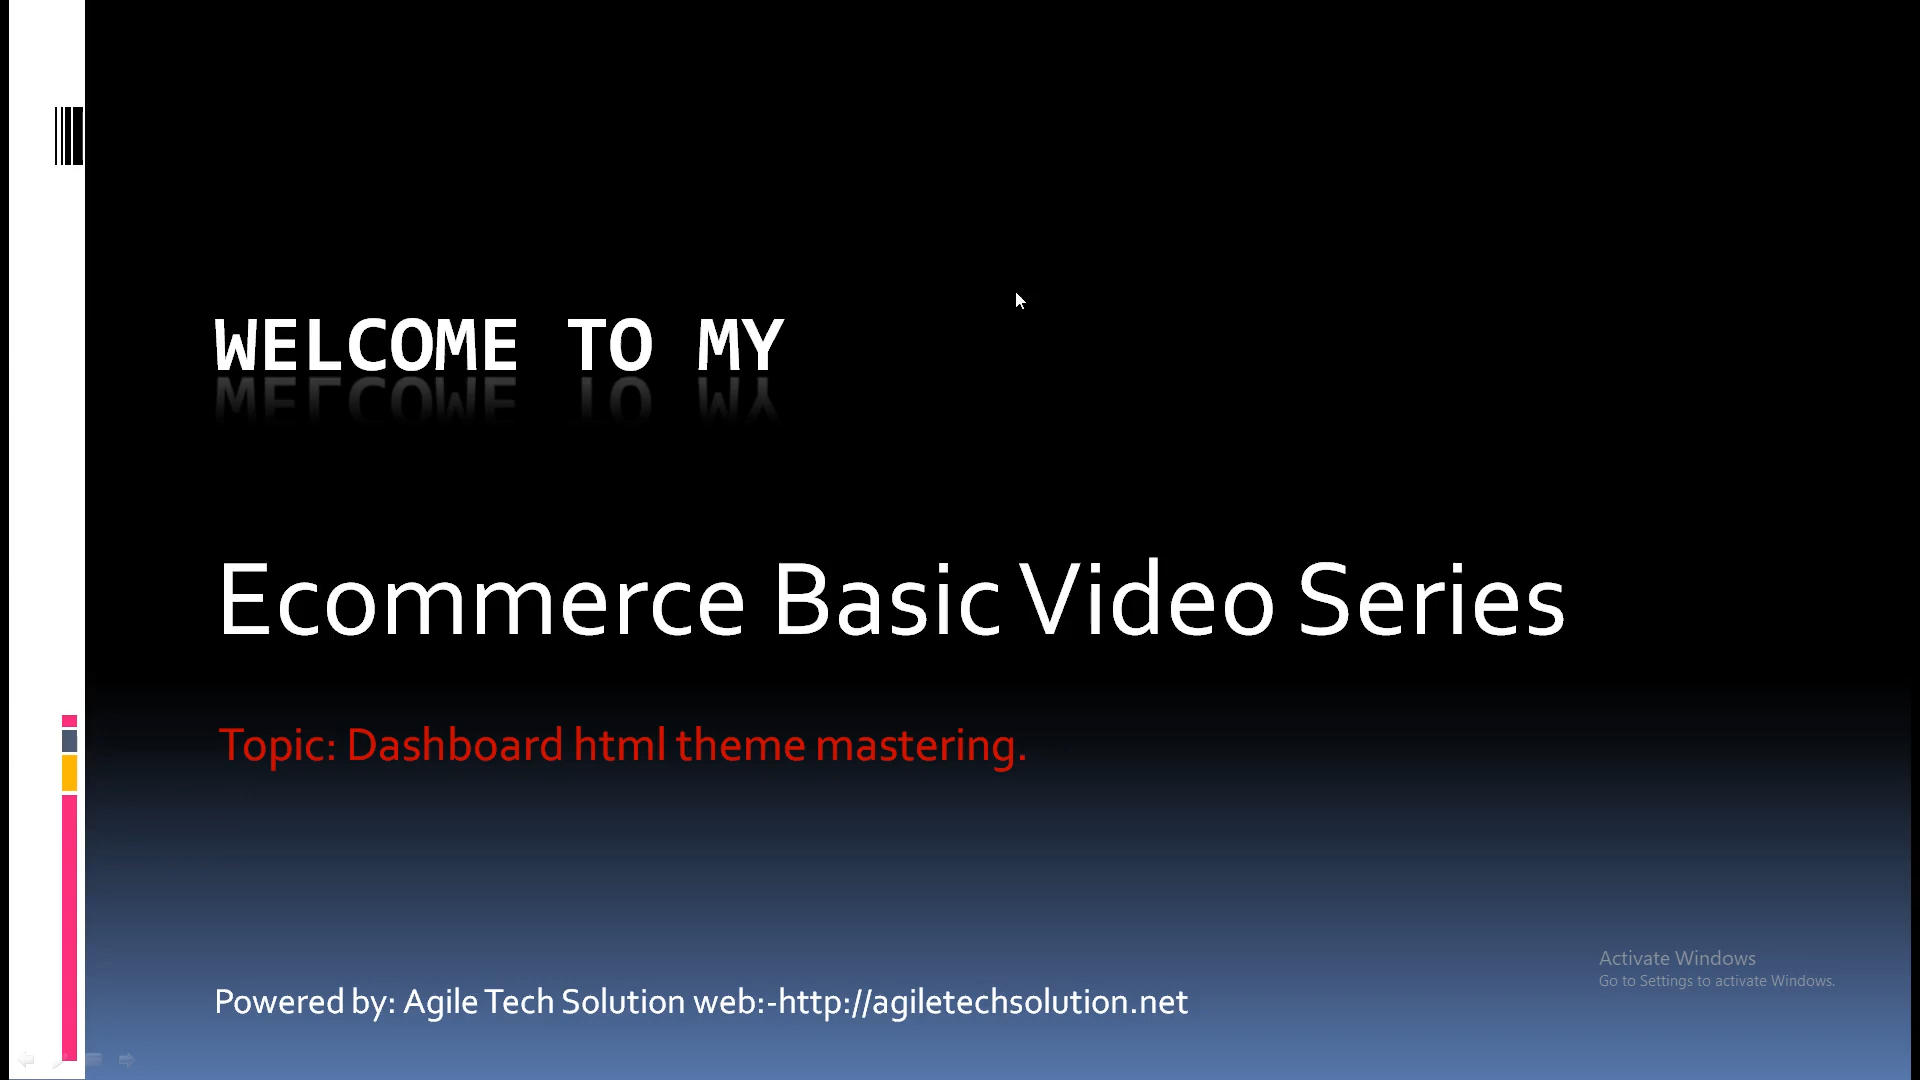 WELCOME TO MY
Ecommerce Basic Video Series
Topic: Dashboard html theme mastering.
Activate Windows
Go to Settings to activate Windows.
Powered by: Agile Tech Solution web:-http://agiletechsolution.net